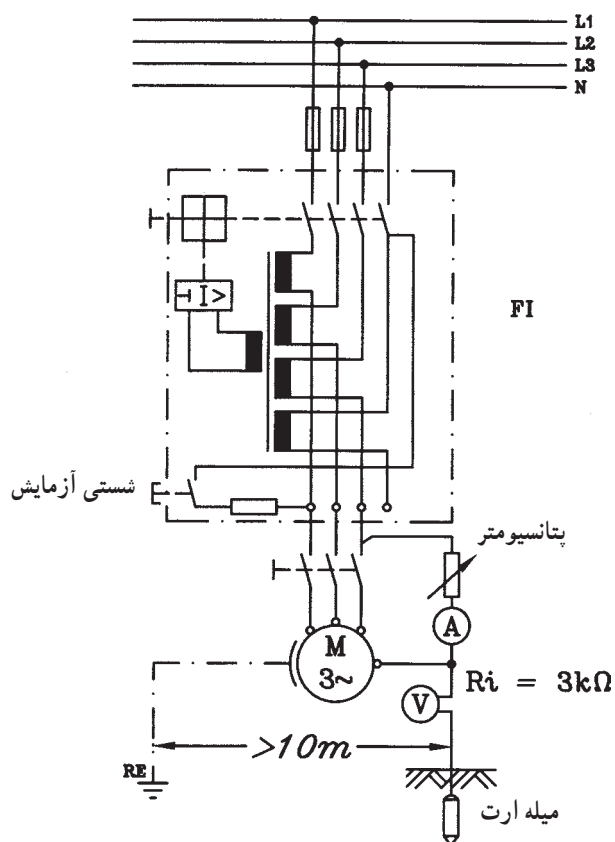 L1
L2
L3
N
I>
FI
شستی آزمایش
پتانسیومتر
A
M
3~
Ri = 3kΩ
V
>10m
RE
میله ارت